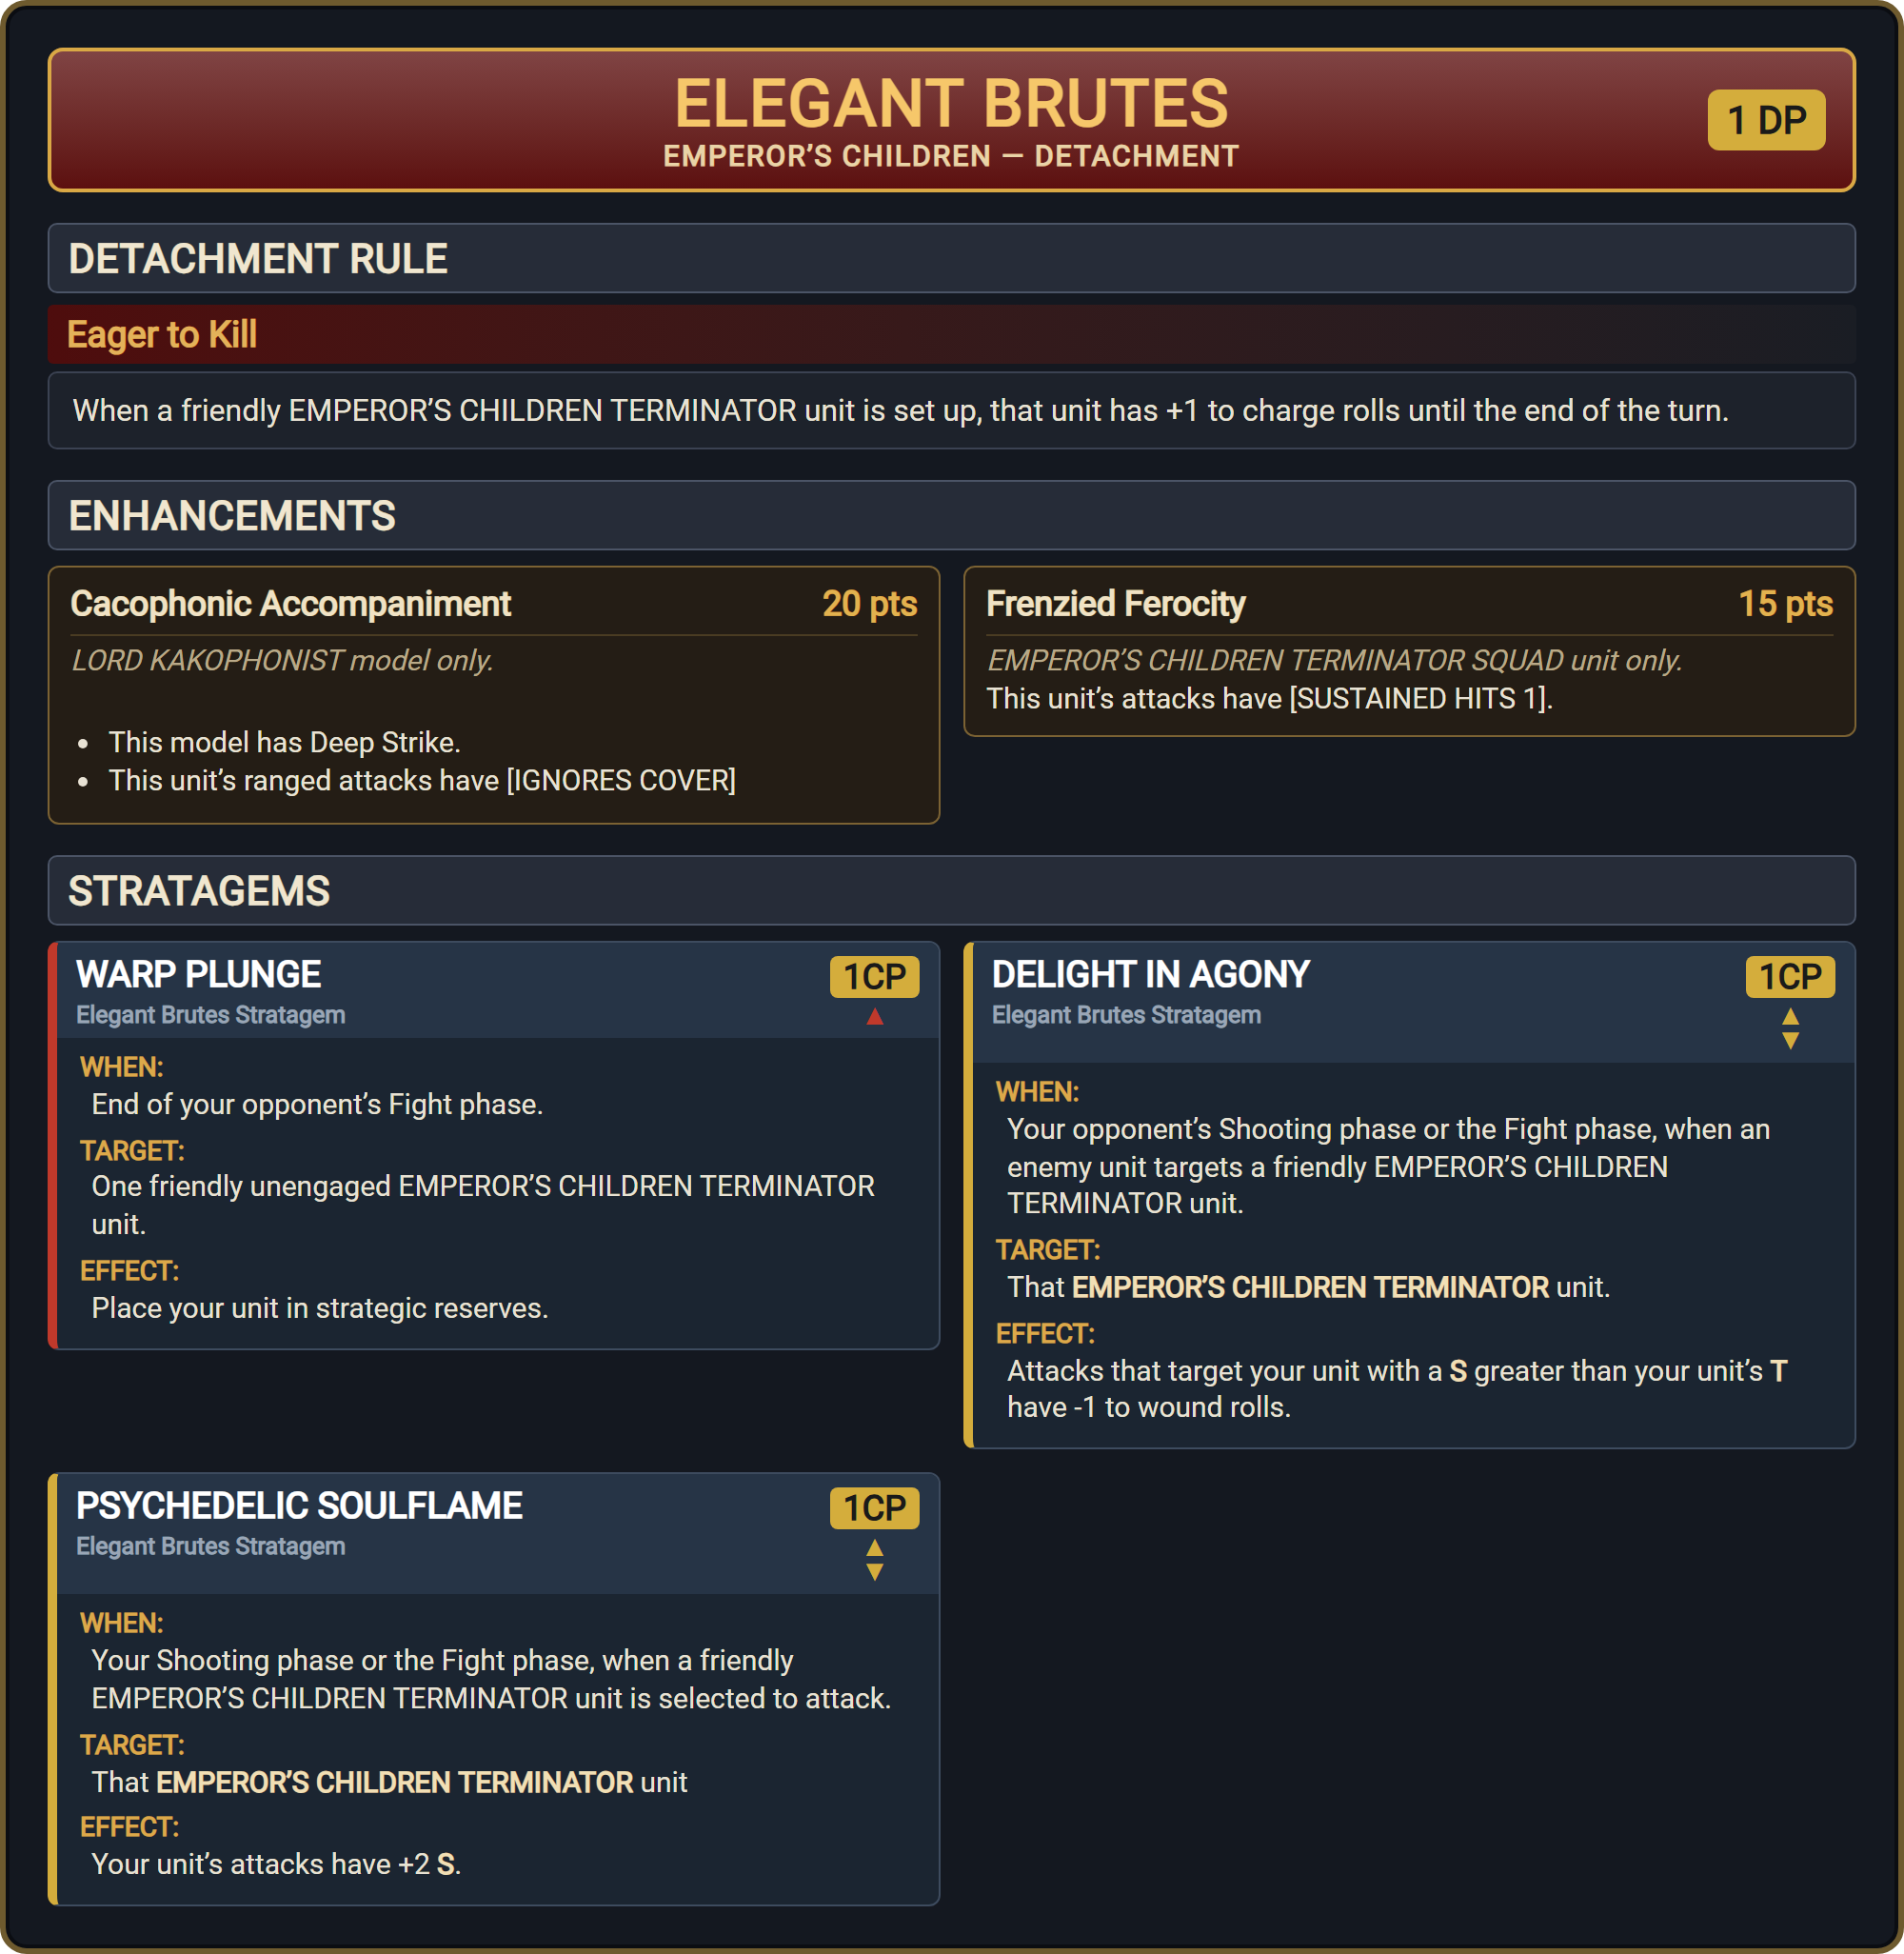 ELEGANT BRUTES
EMPEROR’S CHILDREN — DETACHMENT
1 DP
DETACHMENT RULE
Eager to Kill
When a friendly EMPEROR’S CHILDREN TERMINATOR unit is set up, that unit has +1 to charge rolls until the end of the turn.
ENHANCEMENTS
Cacophonic Accompaniment 20 pts
LORD KAKOPHONIST model only.
• This model has Deep Strike.
• This unit’s ranged attacks have [IGNORES COVER]
Frenzied Ferocity 15 pts
EMPEROR’S CHILDREN TERMINATOR SQUAD unit only.
This unit’s attacks have [SUSTAINED HITS 1].
STRATAGEMS
WARP PLUNGE 1CP
Elegant Brutes Stratagem ▲
WHEN:
End of your opponent’s Fight phase.
TARGET:
One friendly unengaged EMPEROR’S CHILDREN TERMINATOR
unit.
EFFECT:
Place your unit in strategic reserves.
DELIGHT IN AGONY 1CP
Elegant Brutes Stratagem ▲
▼
WHEN:
Your opponent’s Shooting phase or the Fight phase, when an
enemy unit targets a friendly EMPEROR’S CHILDREN
TERMINATOR unit.
TARGET:
That EMPEROR’S CHILDREN TERMINATOR unit.
EFFECT:
Attacks that target your unit with a S greater than your unit’s T
have -1 to wound rolls.
PSYCHEDELIC SOULFLAME 1CP
Elegant Brutes Stratagem ▲
▼
WHEN:
Your Shooting phase or the Fight phase, when a friendly
EMPEROR’S CHILDREN TERMINATOR unit is selected to attack.
TARGET:
That EMPEROR’S CHILDREN TERMINATOR unit
EFFECT:
Your unit’s attacks have +2 S.